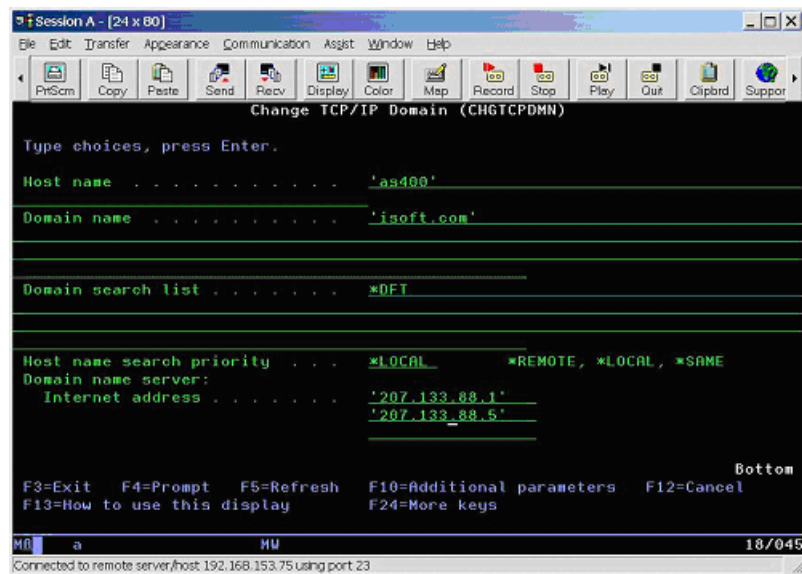 Session A - [24 x 80]
File Edit Transfer Appearance Communication Assist Window Help
PrtScrn Copy Paste Send Recv Display Color Map Record Stop Play Quit Clipbrd Suppor
Change TCP/IP Domain (CHGTCPDMN)
Type choices, press Enter.
Host name . . . . . . . . . . . . 'as400'
Domain name . . . . . . . . . . 'isoft.com'
Domain search list . . . . . . . *DFT
Host name search priority . . . *LOCAL *REMOTE, *LOCAL, *SAME
Domain name server:
Internet address . . . . . . . '207.133.88.1'
'207.133.88.5'
Bottom
F3=Exit F4=Prompt F5=Refresh F10=Additional parameters F12=Cancel
F13=How to use this display F24=More keys
a MW 18/045
Connected to remote server/host 192.168.153.75 using port 23